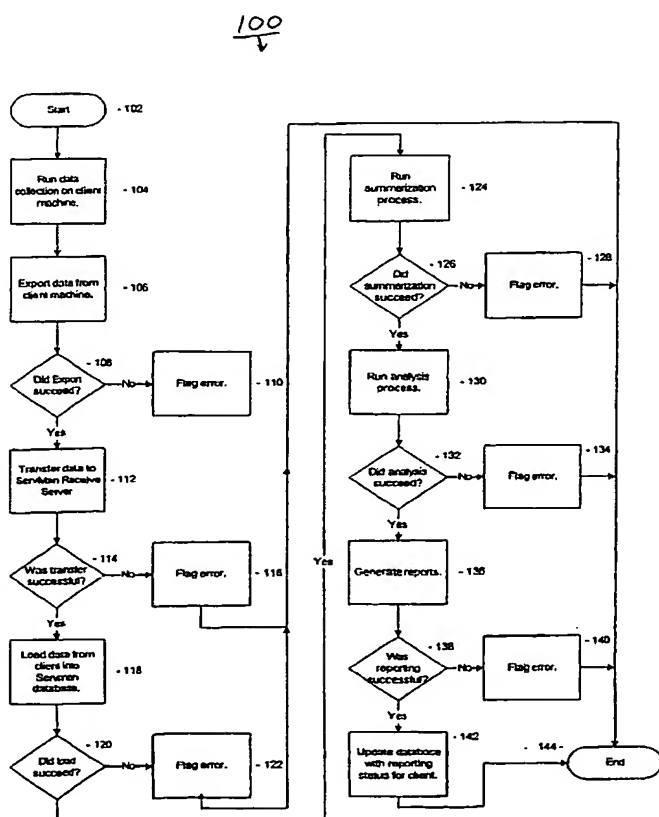 100
Start
- 102
Run data
collection on client
machine.
- 104
Export data from
client machine.
- 106
- 108
Did Export
succeed?
No
Flag error.
- 110
Yes
Transfer data to
ServMan Receive
Server
- 112
- 114
Was transfer
successful?
No
Flag error.
- 116
Yes
Load data from
client into
Servman
database.
- 118
- 120
Did load
succeed?
No
Flag error.
- 122
Yes
Run
summerization
process.
- 124
- 126
Did
summerization
succeed?
No
Flag error.
- 128
Yes
Run analysis
process.
- 130
- 132
Did analysis
succeed?
No
Flag error.
- 134
Yes
Generate reports.
- 136
- 138
Was
reporting
successful?
No
Flag error.
- 140
Yes
Update database
with reporting
status for client.
- 142
- 144 -
End